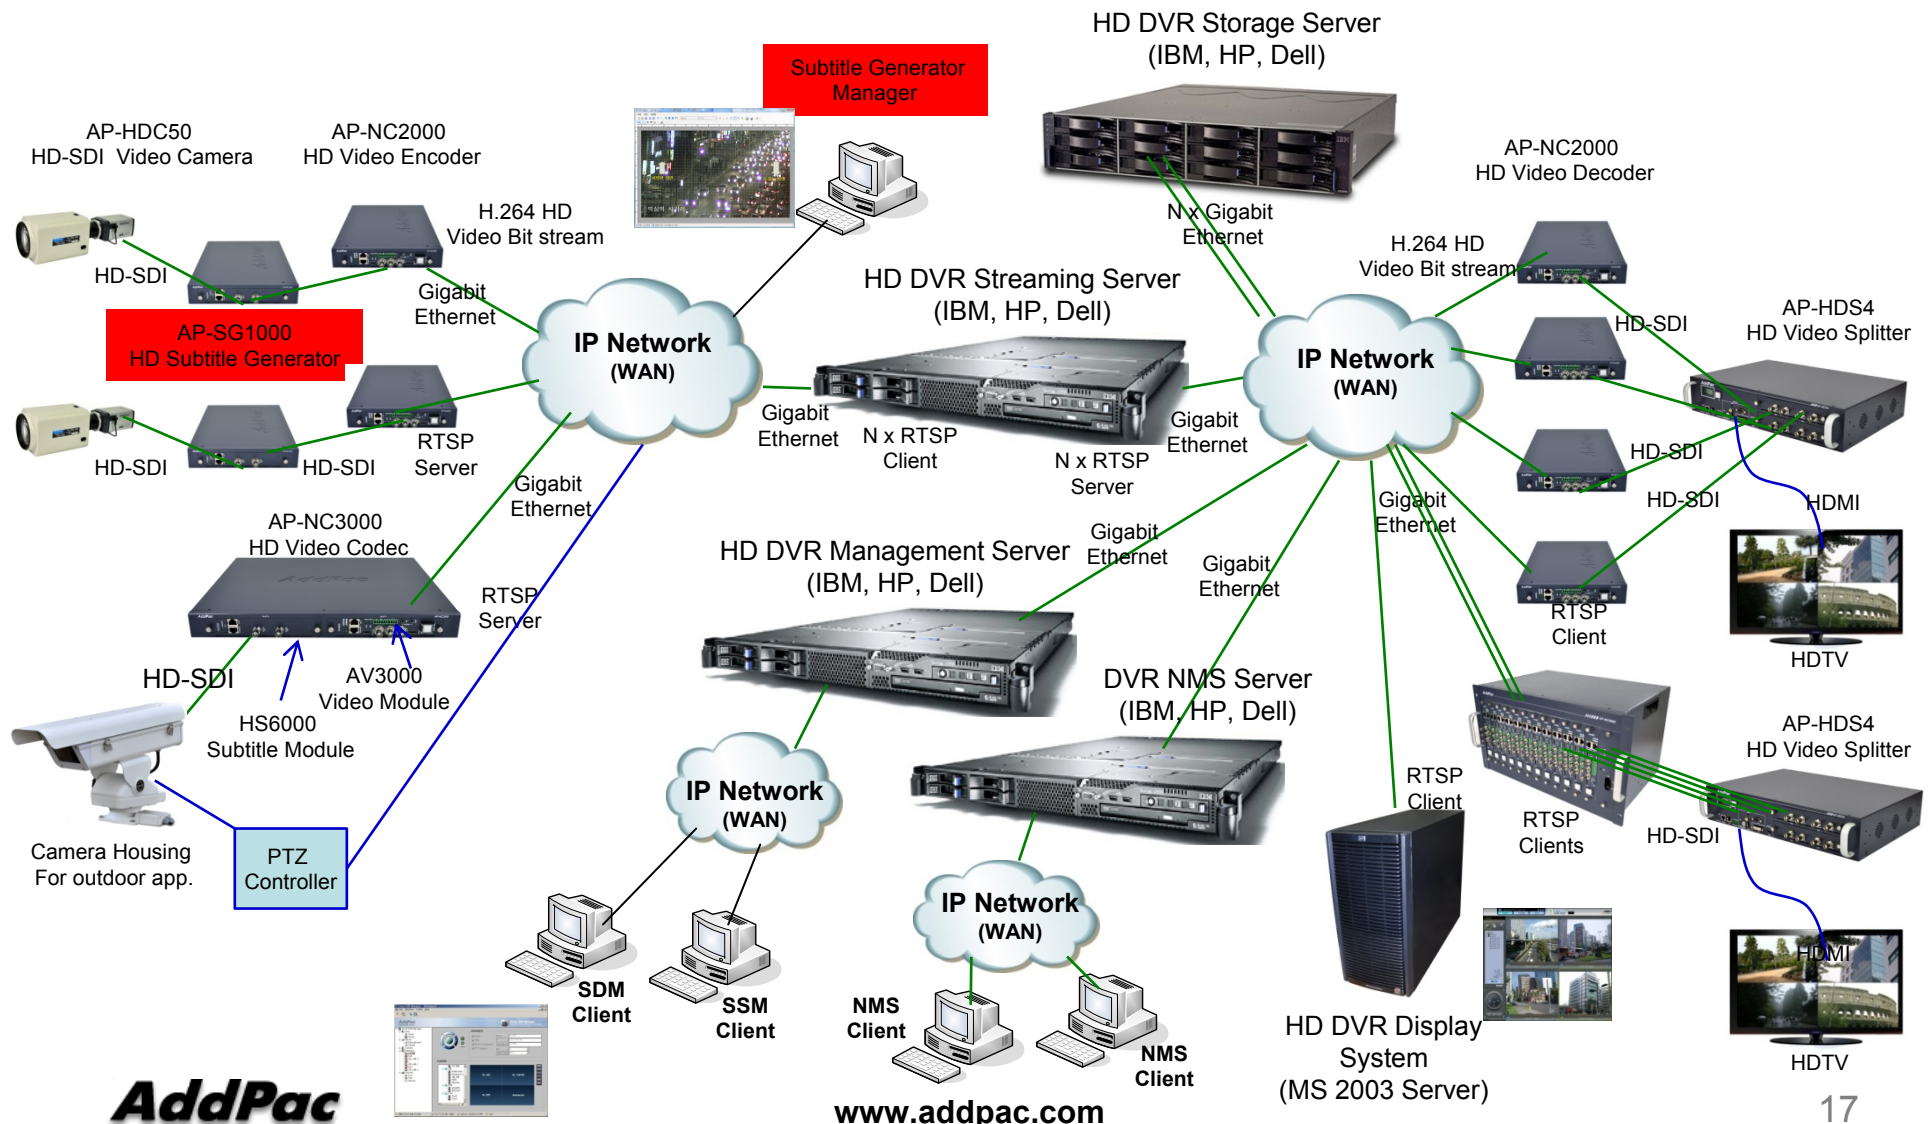 HD DVR Storage Server
(IBM, HP, Dell)
Subtitle Generator
Manager
AP-HDC50
HD-SDI Video Camera
AP-NC2000
HD Video Encoder
AP-NC2000
HD Video Decoder
H.264 HD
Video Bit stream
N x Gigabit
Ethernet
H.264 HD
Video Bit stream
HD-SDI
Gigabit
Ethernet
HD DVR Streaming Server
(IBM, HP, Dell)
AP-SG1000
HD Subtitle Generator
IP Network
(WAN)
IP Network
(WAN)
HD-SDI
AP-HDS4
HD Video Splitter
Gigabit
Ethernet
N x RTSP
Client
N x RTSP
Server
Gigabit
Ethernet
HD-SDI
HD-SDI
RTSP
Server
HD-SDI
HD-SDI
Gigabit
Ethernet
Gigabit
Ethernet
HDMI
AP-NC3000
HD Video Codec
AddPac
AddPac
HD DVR Management Server
(IBM, HP, Dell)
Gigabit
Ethernet
Gigabit
Ethernet
RTSP
Server
RTSP
Client
HDTV
HD-SDI
AV3000
Video Module
HS6000
Subtitle Module
DVR NMS Server
(IBM, HP, Dell)
AP-HDS4
HD Video Splitter
IP Network
(WAN)
RTSP
Client
RTSP
Clients
HD-SDI
Camera Housing
For outdoor app.
PTZ
Controller
IP Network
(WAN)
HDMI
SDM
Client
SSM
Client
NMS
Client
NMS
Client
HD DVR Display
System
(MS 2003 Server)
HDTV
AddPac
www.addpac.com
17